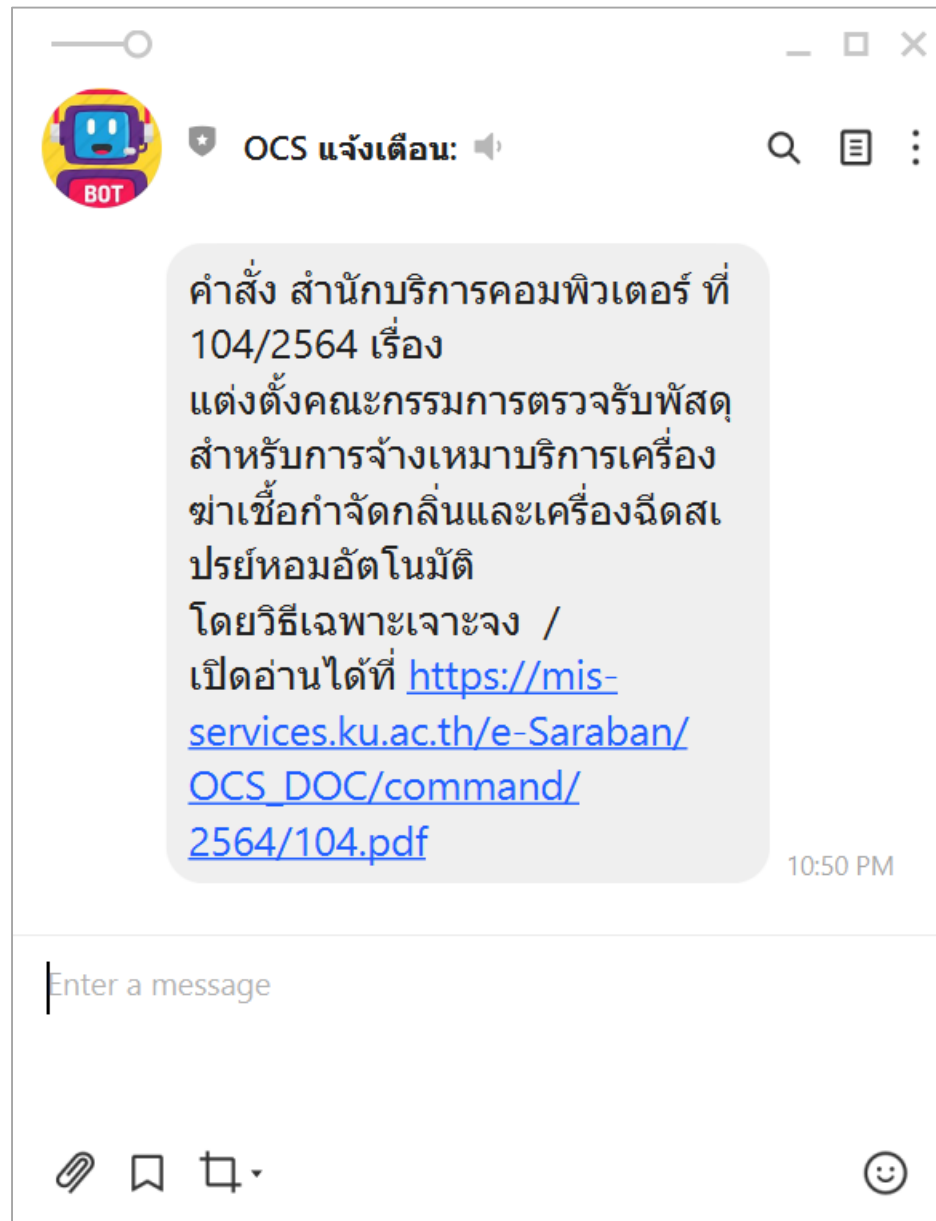 OCS แจ้งเตือน:
BOT
คำสั่ง สำนักบริการคอมพิวเตอร์ ที่
104/2564 เรื่อง
แต่งตั้งคณะกรรมการตรวจรับพัสดุ
สำหรับการจ้างเหมาบริการเครื่อง
ฆ่าเชื้อกำจัดกลิ่นและเครื่องฉีดสเ
ปรย์หอมอัตโนมัติ
โดยวิธีเฉพาะเจาะจง /
เปิดอ่านได้ที่ https://mis-
services.ku.ac.th/e-Saraban/
OCS_DOC/command/
2564/104.pdf
10:50 PM
Enter a message